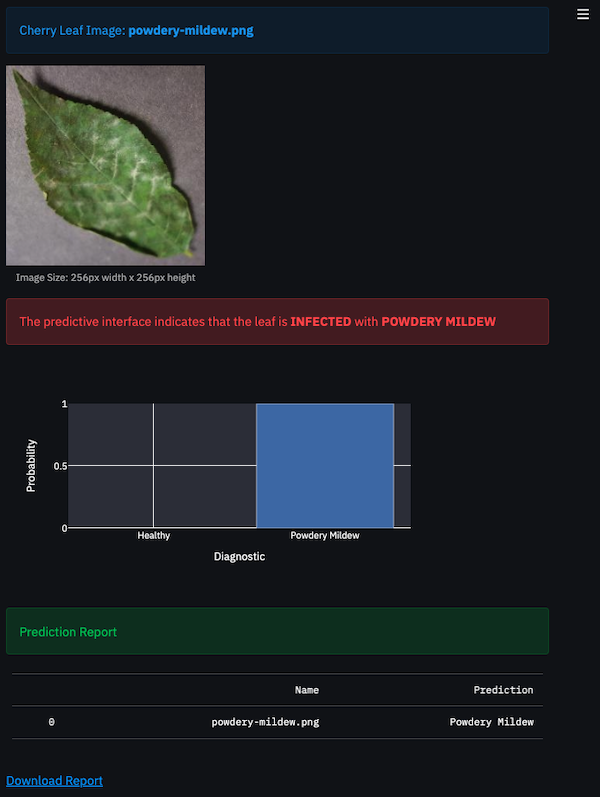 Cherry Leaf Image: powdery-mildew.png
Image Size: 256px width x 256px height
The predictive interface indicates that the leaf is INFECTED with POWDERY MILDEW
1
0.5
0
Probability
Healthy Powdery Mildew
Diagnostic
Prediction Report
Name Prediction
0 powdery-mildew.png Powdery Mildew
Download Report